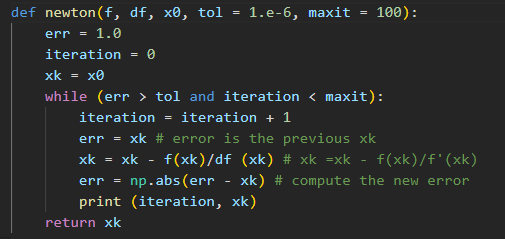 def newton(f, df, x0, tol = 1.e-6, maxit = 100):
    err = 1.0
    iteration = 0
    xk = x0
    while (err > tol and iteration < maxit):
        iteration = iteration + 1
        err = xk # error is the previous xk
        xk = xk - f(xk)/df (xk) # xk =xk - f(xk)/f'(xk)
        err = np.abs(err - xk) # compute the new error
        print (iteration, xk)
    return xk